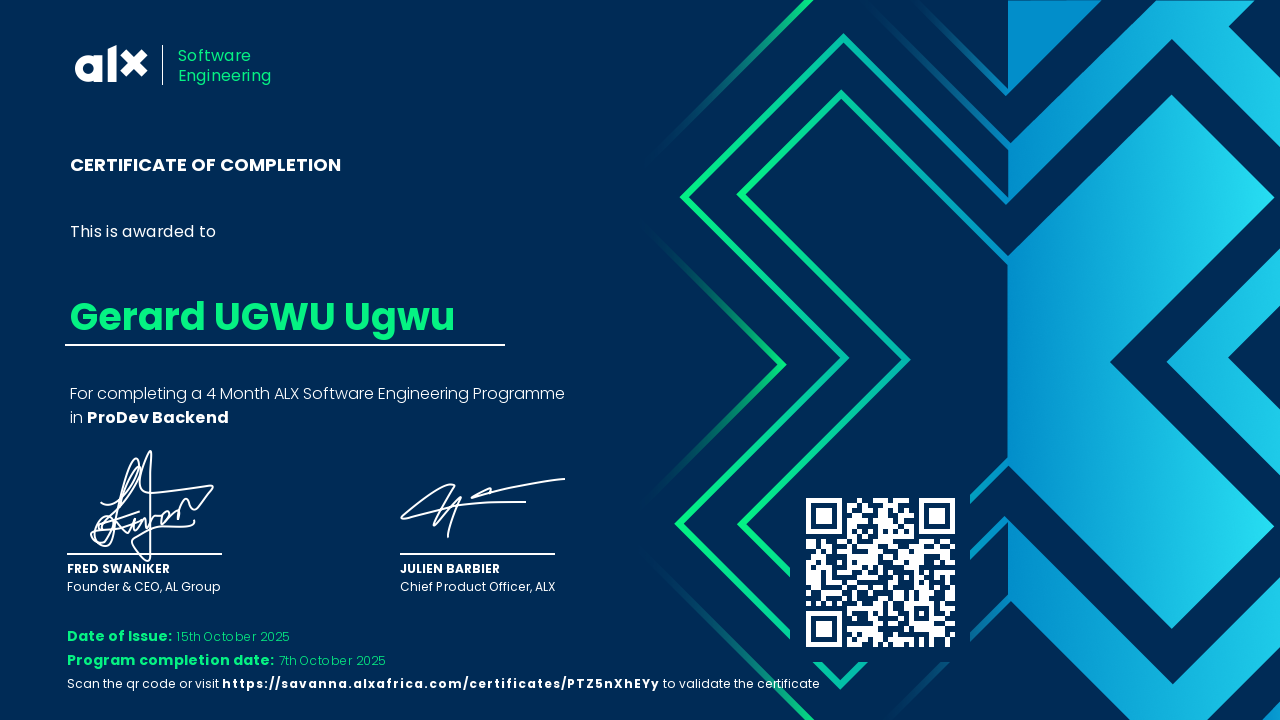 alx
Software
Engineering
CERTIFICATE OF COMPLETION
This is awarded to
Gerard UGWU Ugwu
For completing a 4 Month ALX Software Engineering Programme
in ProDev Backend
FRED SWANIKER
Founder & CEO, AL Group
JULIEN BARBIER
Chief Product Officer, ALX
Date of Issue: 15th October 2025
Program completion date: 7th October 2025
Scan the qr code or visit https://savanna.alxafrica.com/certificates/PTZ5nXhEYy to validate the certificate